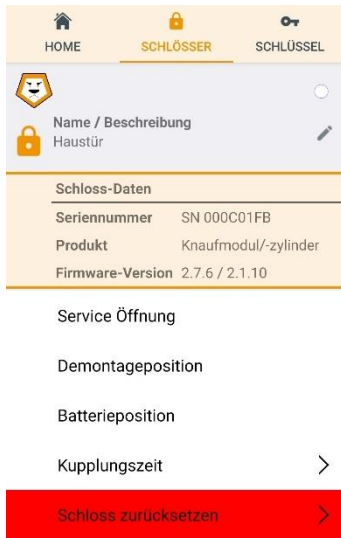 HOME SCHLÖSSER SCHLÜSSEL
Name / Beschreibung
Haustür
Schloss-Daten
Seriennummer SN 000C01FB
Produkt Knaufmodul/-zylinder
Firmware-Version 2.7.6 / 2.1.10
Service Öffnung
Demontageposition
Batterieposition
Kupplungszeit
Schloss zurücksetzen